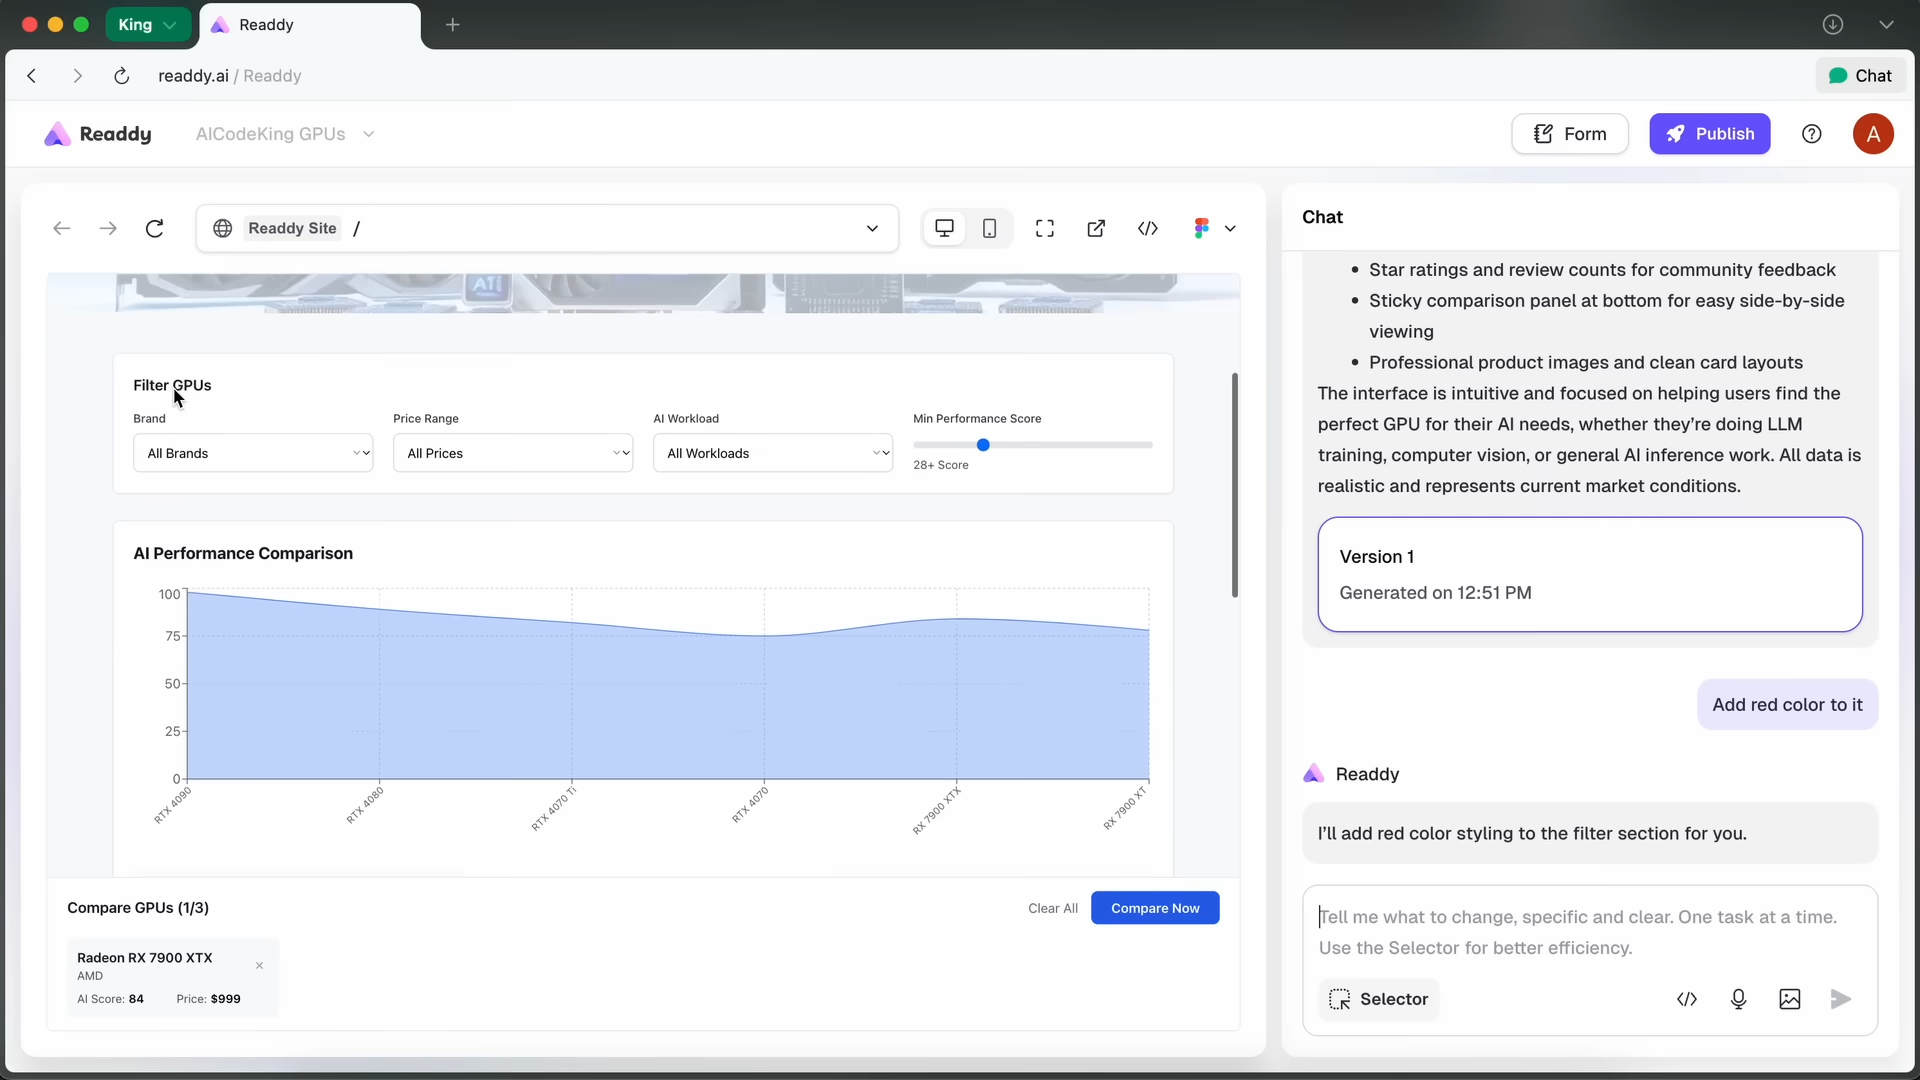 King
Readdy
readdy.ai / Readdy
Chat
Readdy
AICodeKing GPUs
Form
Publish
A
Readdy Site /
ATI
Filter GPUs
Brand
Price Range
AI Workload
Min Performance Score
All Brands
All Prices
All Workloads
28+ Score
AI Performance Comparison
100
75
50
25
0
RTX 4090
RTX 4080
RTX 4070 Ti
RTX 4070
RX 7900 XTX
RX 7900 XT
Compare GPUs (1/3)
Clear All
Compare Now
Radeon RX 7900 XTX
×
AMD
AI Score: 84 Price: $999
Chat
• Star ratings and review counts for community feedback
• Sticky comparison panel at bottom for easy side-by-side
viewing
• Professional product images and clean card layouts
The interface is intuitive and focused on helping users find the
perfect GPU for their AI needs, whether they’re doing LLM
training, computer vision, or general AI inference work. All data is
realistic and represents current market conditions.
Version 1
Generated on 12:51 PM
Add red color to it
Readdy
I’ll add red color styling to the filter section for you.
Tell me what to change, specific and clear. One task at a time.
Use the Selector for better efficiency.
Selector